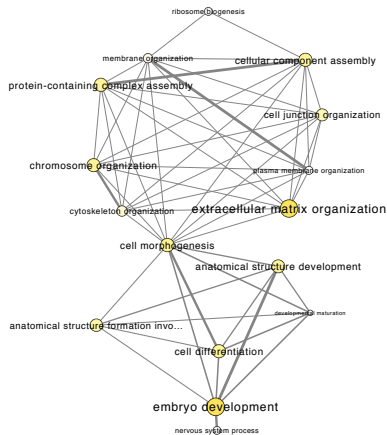 ribosome biogenesis
membrane organization
cellular component assembly
protein-containing complex assembly
cell junction organization
chromosome organization
plasma membrane organization
cytoskeleton organization
extracellular matrix organization
cell morphogenesis
anatomical structure development
developmental maturation
anatomical structure formation invo...
cell differentiation
embryo development
nervous system process